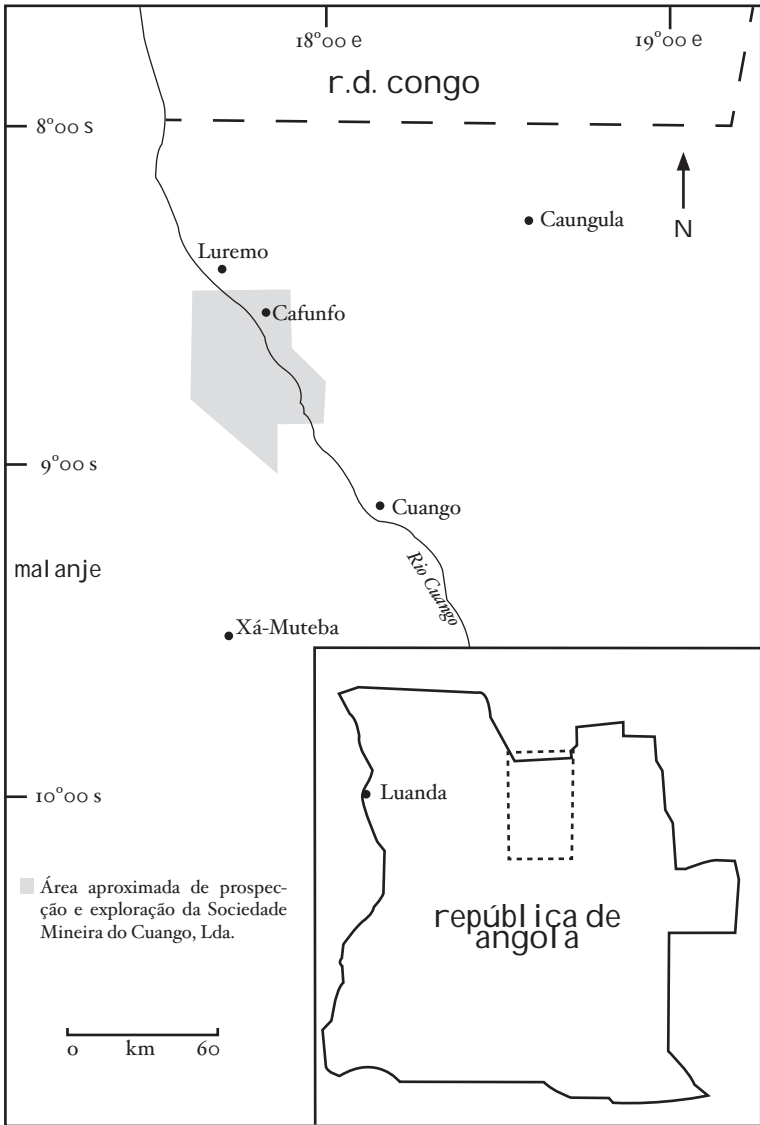 18°00 e
19°00 e
r.d. congo
8°00 s
N
Caungula
Luremo
Cafunfo
9°00 s
Cuango
Rio Cuango
malanje
Xá-Muteba
10°00 s
Luanda
Área aproximada de prospec-
ção e exploração da Sociedade
Mineira do Cuango, Lda.
república de
angola
0 km 60